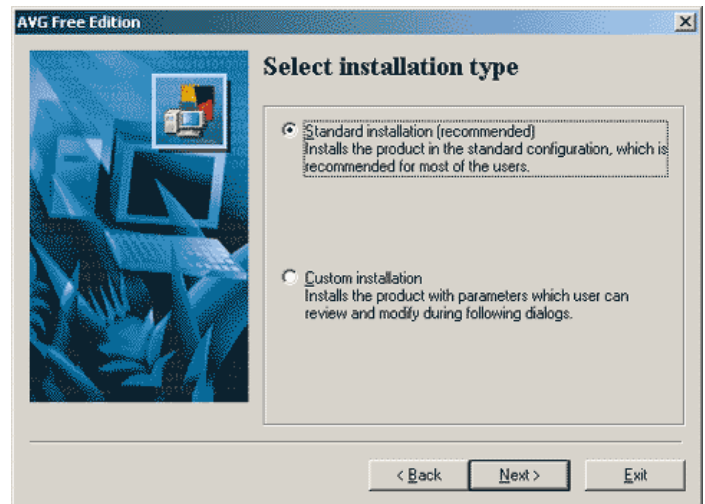 AVG Free Edition
Select installation type
Standard installation (recommended)
Installs the product in the standard configuration, which is
recommended for most of the users.
Custom installation
Installs the product with parameters which user can
review and modify during following dialogs.
< Back Next > Exit